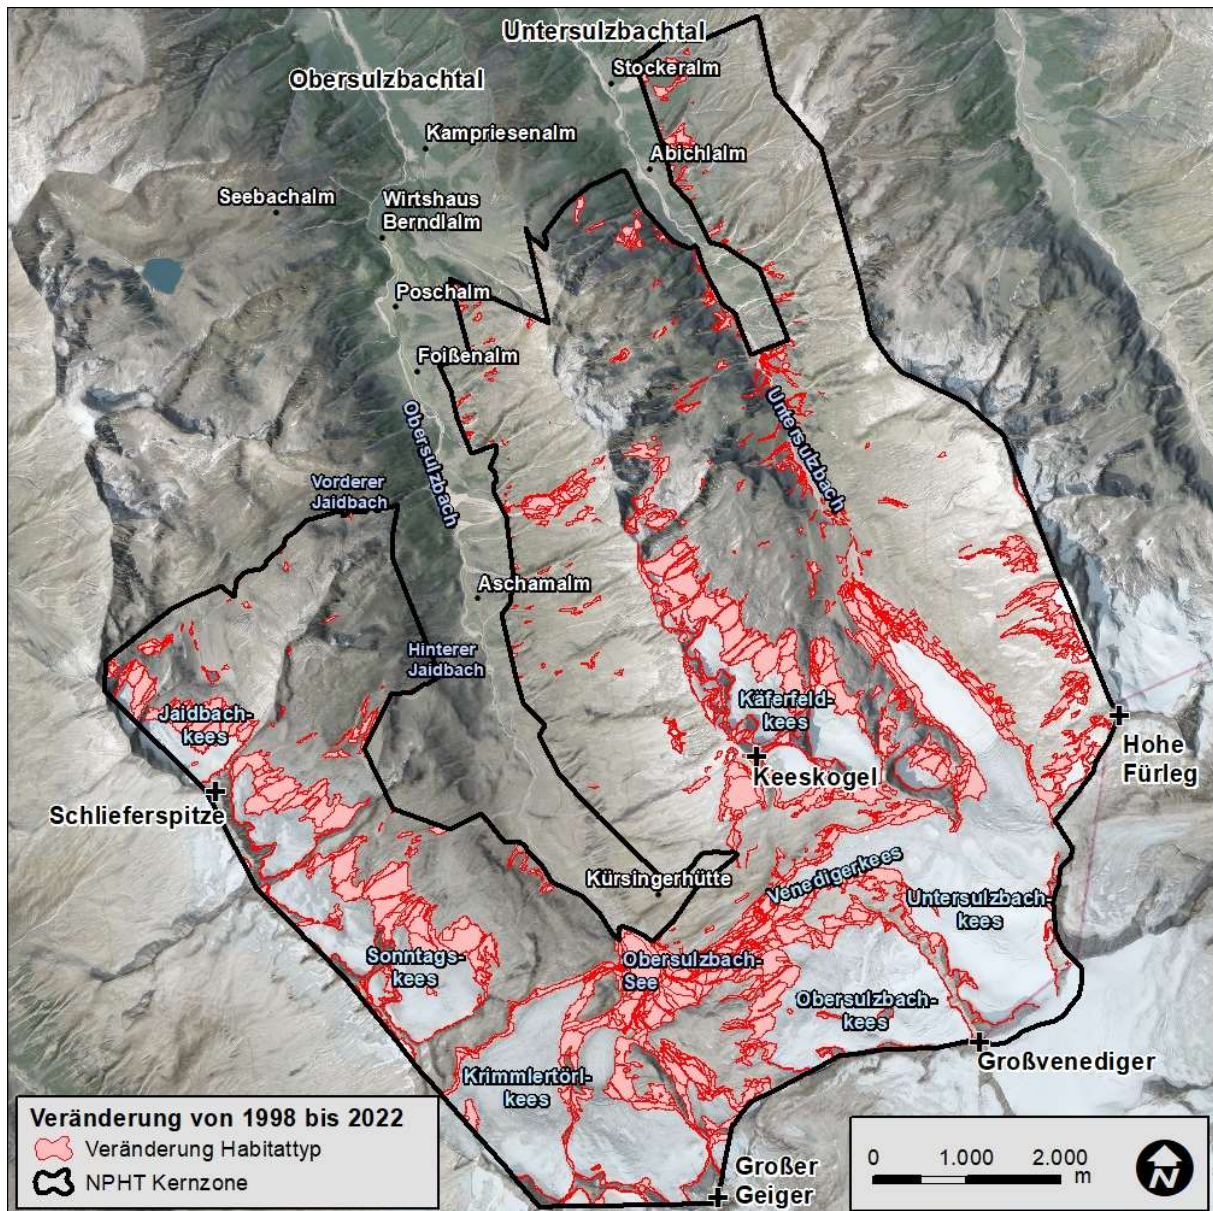 Untersulzbachtal
Stockeralm
Obersulzbachtal
Kampriesenalm
Abichlalm
Seebachalm
Wirtshaus
Berndlalm
Poschalm
Foißenalm
Obersulzbach
Untersulzbach
Vorderer
Jaidbach
Aschamalm
Hinterer
Jaidbach
Jaidbach-
kees
Käferfeld-
kees
Hohe
Fürleg
Keeskogel
Schlieferspitze
Kürsingerhütte
Venedigerkees
Untersulzbach-
kees
Sonntags-
kees
Obersulzbach-
See
Obersulzbach-
kees
Großvenediger
Krimmlertörl-
kees
Großer
Geiger
Veränderung von 1998 bis 2022
Veränderung Habitattyp
NPHT Kernzone
0 1.000 2.000
m
N